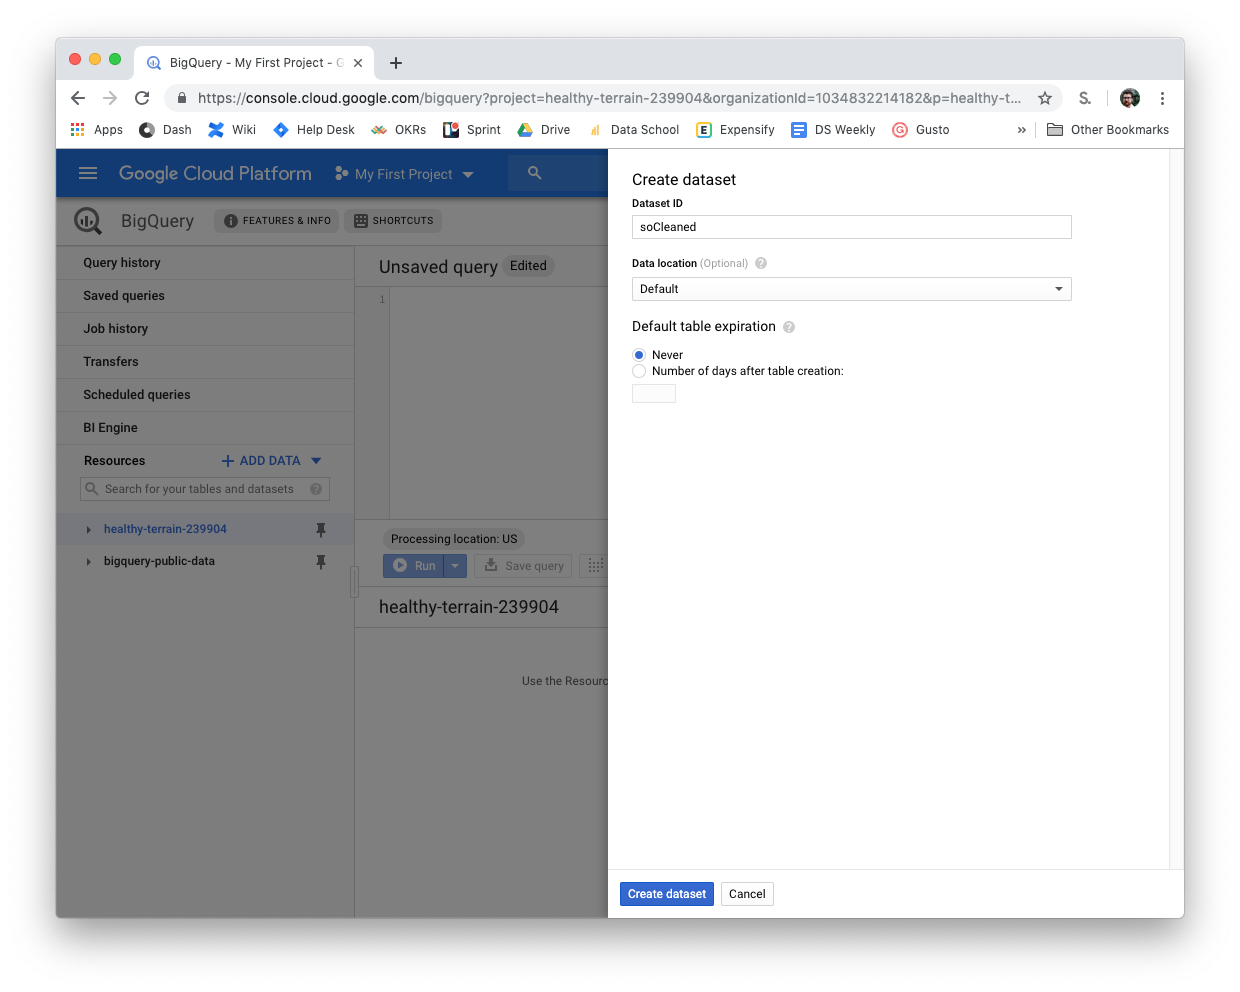 BigQuery - My First Project - G
https://console.cloud.google.com/bigquery?project=healthy-terrain-239904&organizationId=1034832214182&p=healthy-t...
S.
Apps Dash Wiki Help Desk OKRs Sprint Drive Data School Expensify DS Weekly Gusto » Other Bookmarks
Google Cloud Platform My First Project
BigQuery FEATURES & INFO SHORTCUTS
Query history
Saved queries
Job history
Transfers
Scheduled queries
BI Engine
Resources + ADD DATA
Search for your tables and datasets
healthy-terrain-239904
bigquery-public-data
Unsaved query Edited
1
Processing location: US
Run Save query
healthy-terrain-239904
Use the Resourc
Create dataset
Dataset ID
soCleaned
Data location (Optional) ?
Default
Default table expiration ?
Never
Number of days after table creation:
Create dataset Cancel